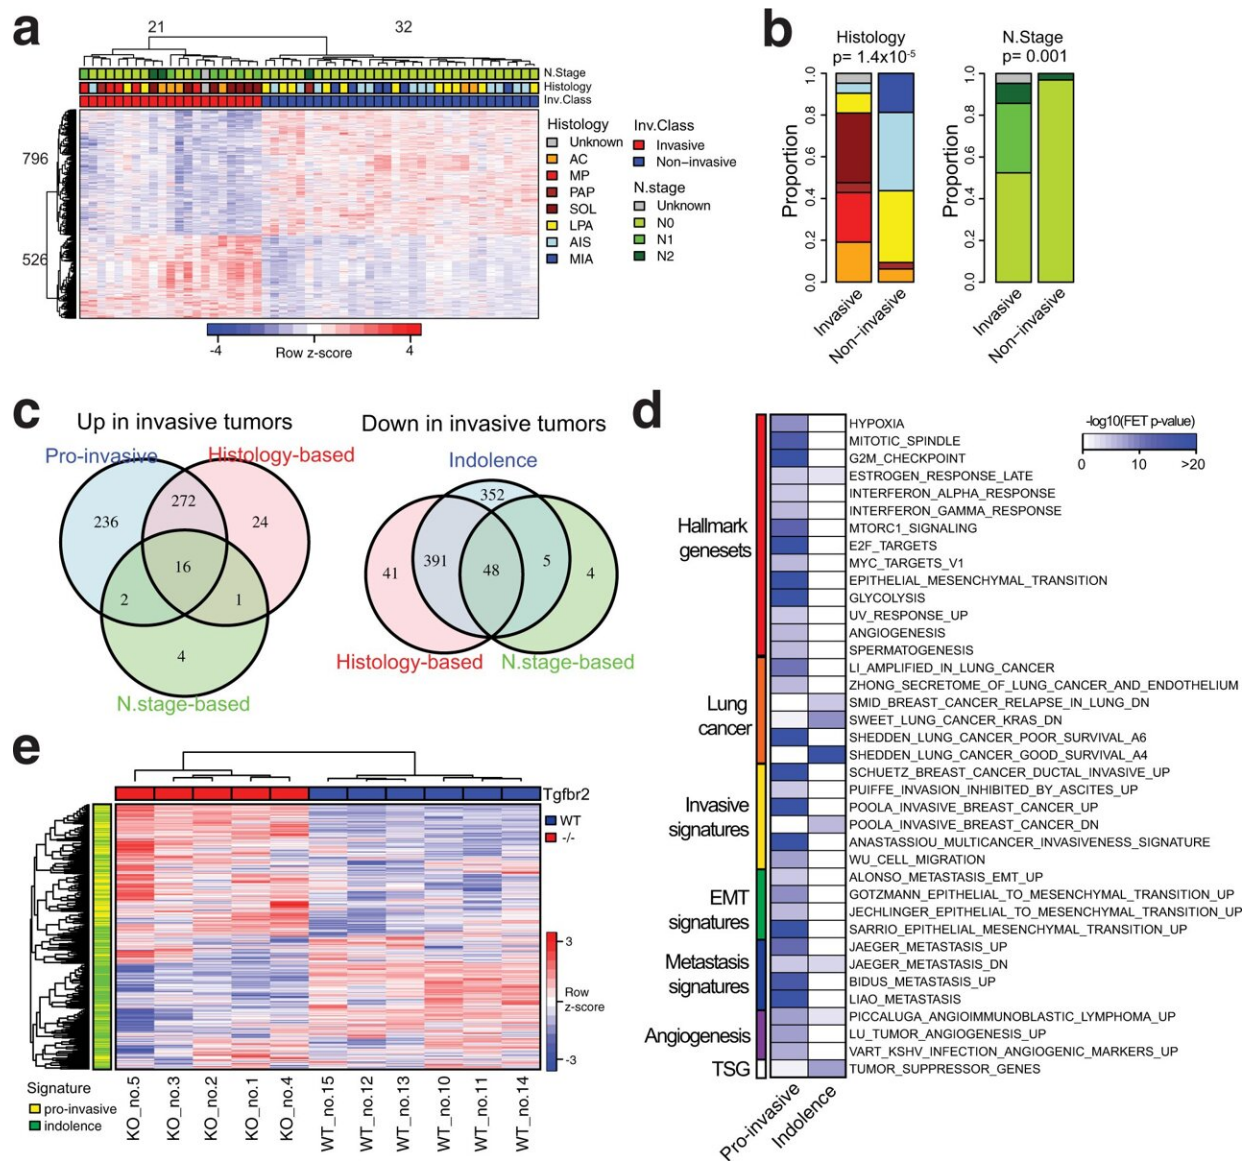 a
21
32
N.Stage
Histology
Inv.Class
796
526
Histology
Unknown
AC
MP
PAP
SOL
LPA
AIS
MIA
Inv.Class
Invasive
Non-invasive
N.stage
Unknown
N0
N1
N2
-4
Row z-score
4
b
Histology
p= 1.4x10-5
Proportion
1.0
0.8
0.6
0.4
0.2
0.0
Invasive
Non-invasive
N.Stage
p= 0.001
Proportion
1.0
0.8
0.6
0.4
0.2
0.0
Invasive
Non-invasive
c
Up in invasive tumors
Pro-invasive
Histology-based
236
272
24
16
2
1
4
N.stage-based
Down in invasive tumors
Indolence
352
41
391
48
5
4
Histology-based
N.stage-based
d
-log10(FET p-value)
0
10
>20
Hallmark
genesets
HYPOXIA
MITOTIC_SPINDLE
G2M_CHECKPOINT
ESTROGEN_RESPONSE_LATE
INTERFERON_ALPHA_RESPONSE
INTERFERON_GAMMA_RESPONSE
MTORC1_SIGNALING
E2F_TARGETS
MYC_TARGETS_V1
EPITHELIAL_MESENCHYMAL_TRANSITION
GLYCOLYSIS
UV_RESPONSE_UP
ANGIOGENESIS
SPERMATOGENESIS
Lung
cancer
LI_AMPLIFIED_IN_LUNG_CANCER
ZHONG_SECRETOME_OF_LUNG_CANCER_AND_ENDOTHELIUM
SMID_BREAST_CANCER_RELAPSE_IN_LUNG_DN
SWEET_LUNG_CANCER_KRAS_DN
SHEDDEN_LUNG_CANCER_POOR_SURVIVAL_A6
SHEDDEN_LUNG_CANCER_GOOD_SURVIVAL_A4
Invasive
signatures
SCHUETZ_BREAST_CANCER_DUCTAL_INVASIVE_UP
PUIFFE_INVASION_INHIBITED_BY_ASCITES_UP
POOLA_INVASIVE_BREAST_CANCER_UP
POOLA_INVASIVE_BREAST_CANCER_DN
ANASTASSIOU_MULTICANCER_INVASIVENESS_SIGNATURE
WU_CELL_MIGRATION
EMT
signatures
ALONSO_METASTASIS_EMT_UP
GOTZMANN_EPITHELIAL_TO_MESENCHYMAL_TRANSITION_UP
JECHLINGER_EPITHELIAL_TO_MESENCHYMAL_TRANSITION_UP
SARRIO_EPITHELIAL_MESENCHYMAL_TRANSITION_UP
Metastasis
signatures
JAEGER_METASTASIS_UP
JAEGER_METASTASIS_DN
BIDUS_METASTASIS_UP
LIAO_METASTASIS
Angiogenesis
PICCALUGA_ANGIOIMMUNOBLASTIC_LYMPHOMA_UP
LU_TUMOR_ANGIOGENESIS_UP
VART_KSHV_INFECTION_ANGIOGENIC_MARKERS_UP
TSG
TUMOR_SUPPRESSOR_GENES
Pro-invasive
Indolence
e
Tgfbr2
WT
-/-
3
Row
z-score
-3
Signature
pro-invasive
indolence
KO_no.5
KO_no.3
KO_no.2
KO_no.1
KO_no.4
WT_no.15
WT_no.12
WT_no.13
WT_no.10
WT_no.11
WT_no.14